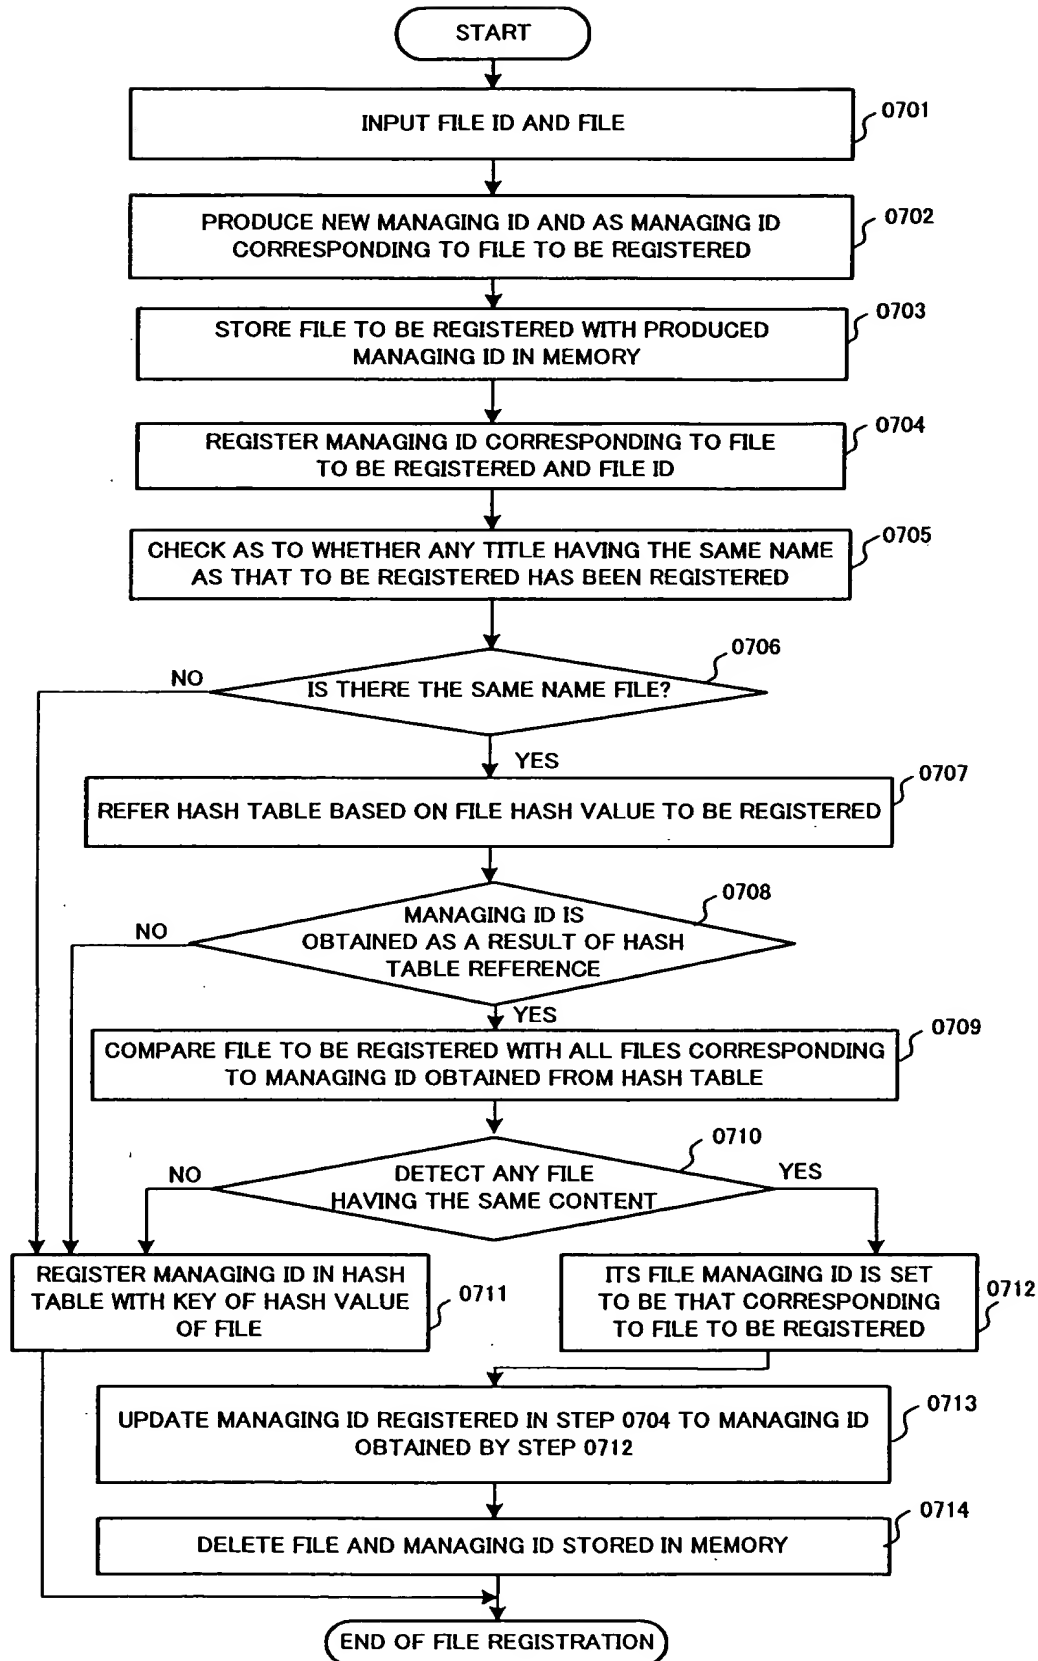 START
INPUT FILE ID AND FILE
0701
PRODUCE NEW MANAGING ID AND AS MANAGING ID
CORRESPONDING TO FILE TO BE REGISTERED
0702
STORE FILE TO BE REGISTERED WITH PRODUCED
MANAGING ID IN MEMORY
0703
REGISTER MANAGING ID CORRESPONDING TO FILE
TO BE REGISTERED AND FILE ID
0704
CHECK AS TO WHETHER ANY TITLE HAVING THE SAME NAME
AS THAT TO BE REGISTERED HAS BEEN REGISTERED
0705
IS THERE THE SAME NAME FILE?
0706
NO
YES
REFER HASH TABLE BASED ON FILE HASH VALUE TO BE REGISTERED
0707
MANAGING ID IS
OBTAINED AS A RESULT OF HASH
TABLE REFERENCE
0708
NO
YES
COMPARE FILE TO BE REGISTERED WITH ALL FILES CORRESPONDING
TO MANAGING ID OBTAINED FROM HASH TABLE
0709
DETECT ANY FILE
HAVING THE SAME CONTENT
0710
NO
YES
REGISTER MANAGING ID IN HASH
TABLE WITH KEY OF HASH VALUE
OF FILE
0711
ITS FILE MANAGING ID IS SET
TO BE THAT CORRESPONDING
TO FILE TO BE REGISTERED
0712
UPDATE MANAGING ID REGISTERED IN STEP 0704 TO MANAGING ID
OBTAINED BY STEP 0712
0713
DELETE FILE AND MANAGING ID STORED IN MEMORY
0714
END OF FILE REGISTRATION